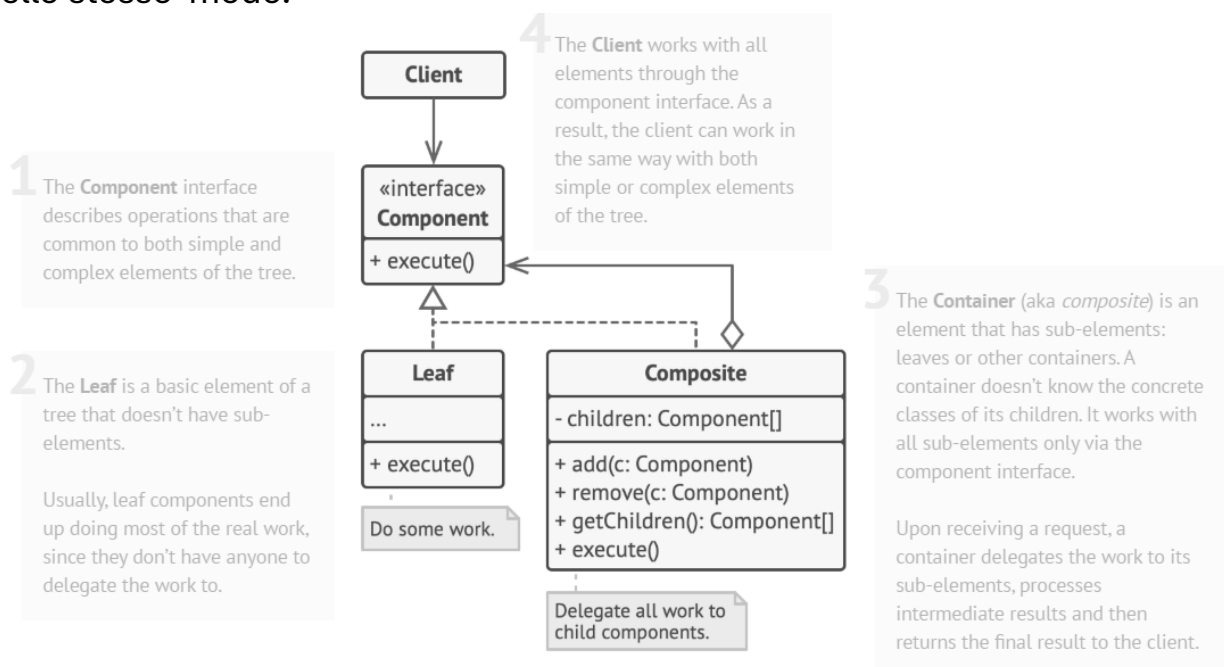 stesso modo.
4
The Client works with all
elements through the
component interface. As a
result, the client can work in
the same way with both
simple or complex elements
of the tree.
Client
1
The Component interface
describes operations that are
common to both simple and
complex elements of the tree.
«interface»
Component
+ execute()
3
The Container (aka composite) is an
element that has sub-elements:
leaves or other containers. A
container doesn't know the concrete
classes of its children. It works with
all sub-elements only via the
component interface.
Upon receiving a request, a
container delegates the work to its
sub-elements, processes
intermediate results and then
returns the final result to the client.
2
The Leaf is a basic element of a
tree that doesn't have sub-
elements.
Usually, leaf components end
up doing most of the real work,
since they don't have anyone to
delegate the work to.
Leaf
...
+ execute()
Do some work.
Composite
- children: Component[]
+ add(c: Component)
+ remove(c: Component)
+ getChildren(): Component[]
+ execute()
Delegate all work to
child components.